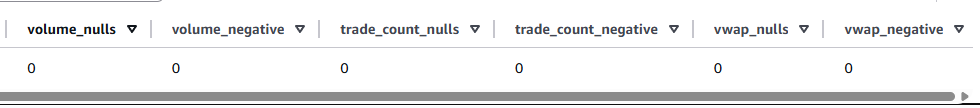 volume_nulls volume_negative trade_count_nulls trade_count_negative vwap_nulls vwap_negative
0 0 0 0 0 0